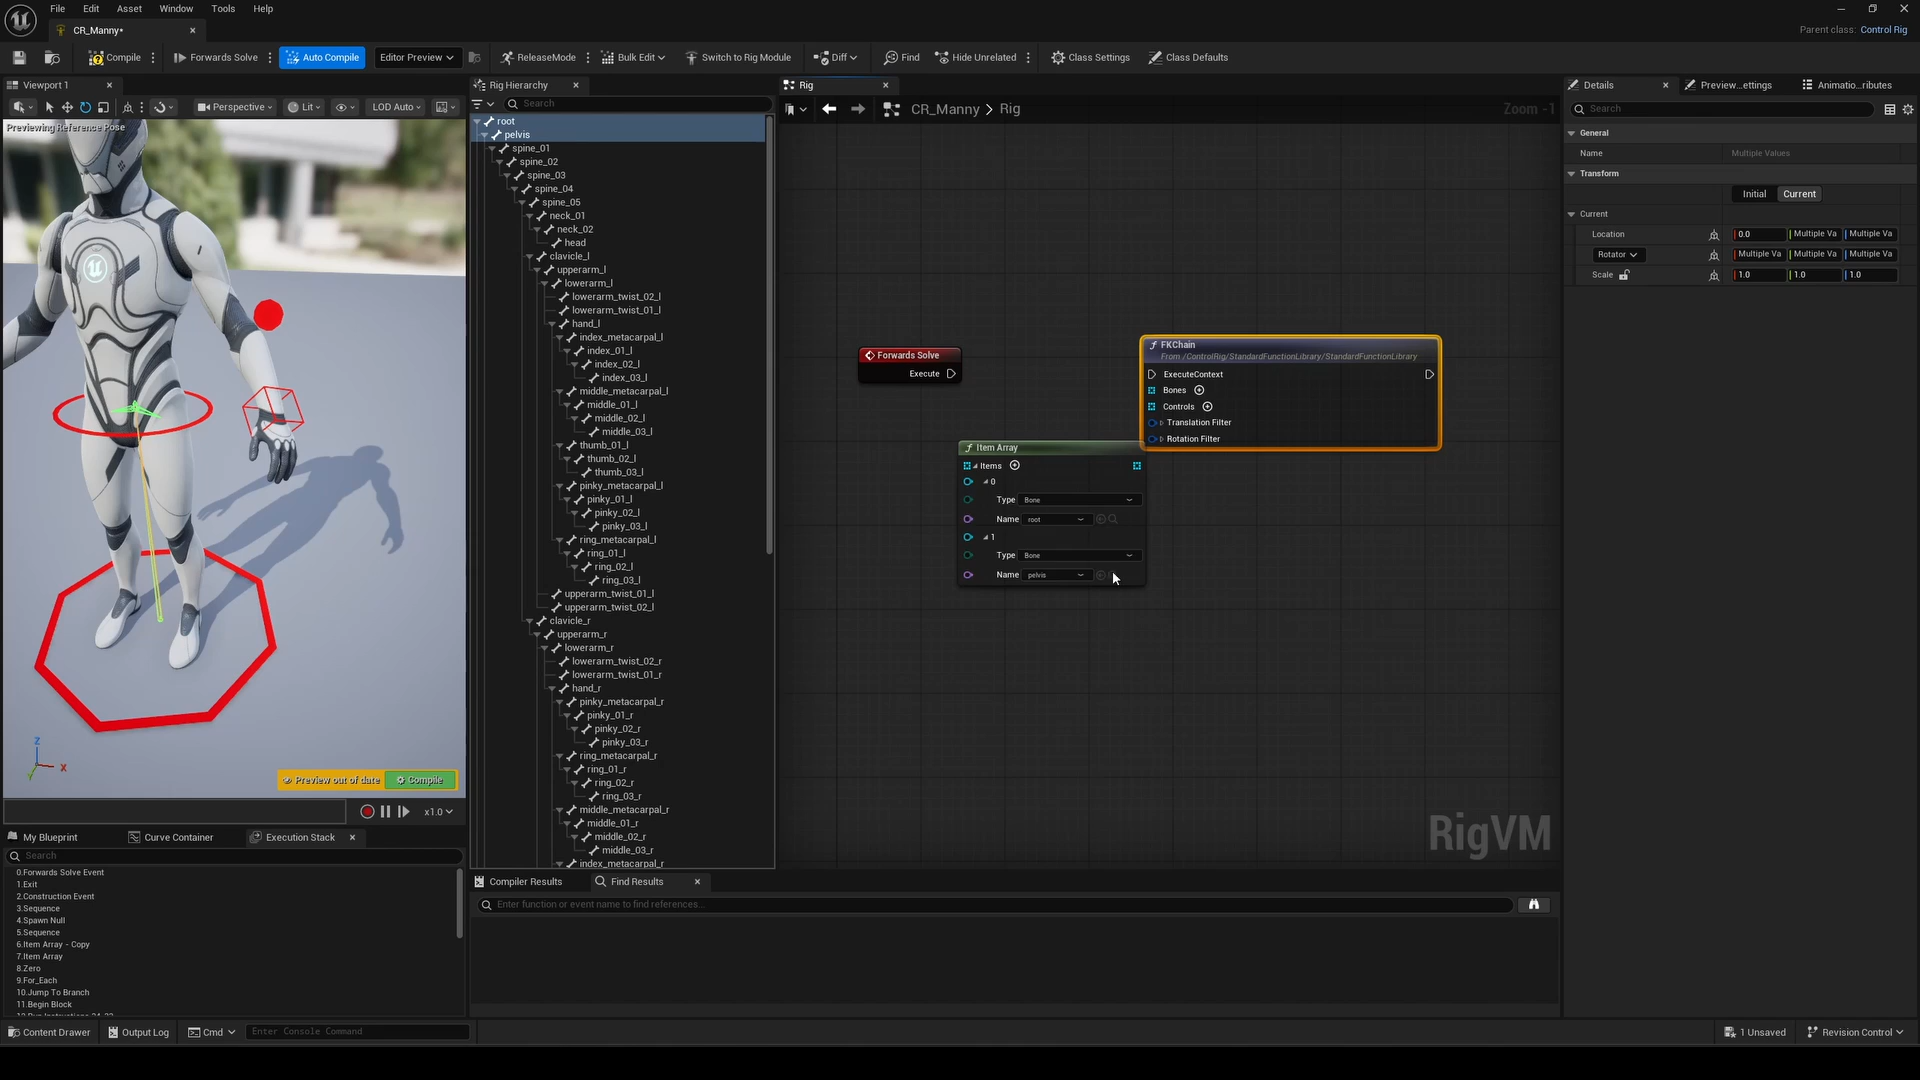 File Edit Asset Window Tools Help
CR_Manny•
Parent class: Control Rig
Compile Forwards Solve Auto Compile Editor Preview ReleaseMode Bulk Edit Switch to Rig Module Diff Find Hide Unrelated Class Settings Class Defaults
Viewport 1
Perspective Lit LOD Auto
Previewing Reference Pose
Z
X
Preview out of date Compile
x1.0
My Blueprint Curve Container Execution Stack
Search
0.Forwards Solve Event
1.Exit
2.Construction Event
3.Sequence
4.Spawn Null
5.Sequence
6.Item Array - Copy
7.Item Array
8.Zero
9.For_Each
10.Jump To Branch
11.Begin Block
Rig Hierarchy
Search
root
pelvis
spine_01
spine_02
spine_03
spine_04
spine_05
neck_01
neck_02
head
clavicle_l
upperarm_l
lowerarm_l
lowerarm_twist_02_l
lowerarm_twist_01_l
hand_l
index_metacarpal_l
index_01_l
index_02_l
index_03_l
middle_metacarpal_l
middle_01_l
middle_02_l
middle_03_l
thumb_01_l
thumb_02_l
thumb_03_l
pinky_metacarpal_l
pinky_01_l
pinky_02_l
pinky_03_l
ring_metacarpal_l
ring_01_l
ring_02_l
ring_03_l
upperarm_twist_01_l
upperarm_twist_02_l
clavicle_r
upperarm_r
lowerarm_r
lowerarm_twist_02_r
lowerarm_twist_01_r
hand_r
pinky_metacarpal_r
pinky_01_r
pinky_02_r
pinky_03_r
ring_metacarpal_r
ring_01_r
ring_02_r
ring_03_r
middle_metacarpal_r
middle_01_r
middle_02_r
middle_03_r
index_metacarpal_r
Rig
CR_Manny > Rig
Zoom -1
Forwards Solve
Execute
FKChain
From /ControlRig/StandardFunctionLibrary/StandardFunctionLibrary
ExecuteContext
Bones
Controls
Translation Filter
Rotation Filter
Item Array
Items
0
Type Bone
Name root
1
Type Bone
Name pelvis
RigVM
Compiler Results Find Results
Enter function or event name to find references...
Details Preview...ettings Animatio...ributes
Search
General
Name Multiple Values
Transform
Initial Current
Current
Location 0.0 Multiple Va Multiple Va
Rotator Multiple Va Multiple Va Multiple Va
Scale 1.0 1.0 1.0
Content Drawer Output Log Cmd Enter Console Command 1 Unsaved Revision Control